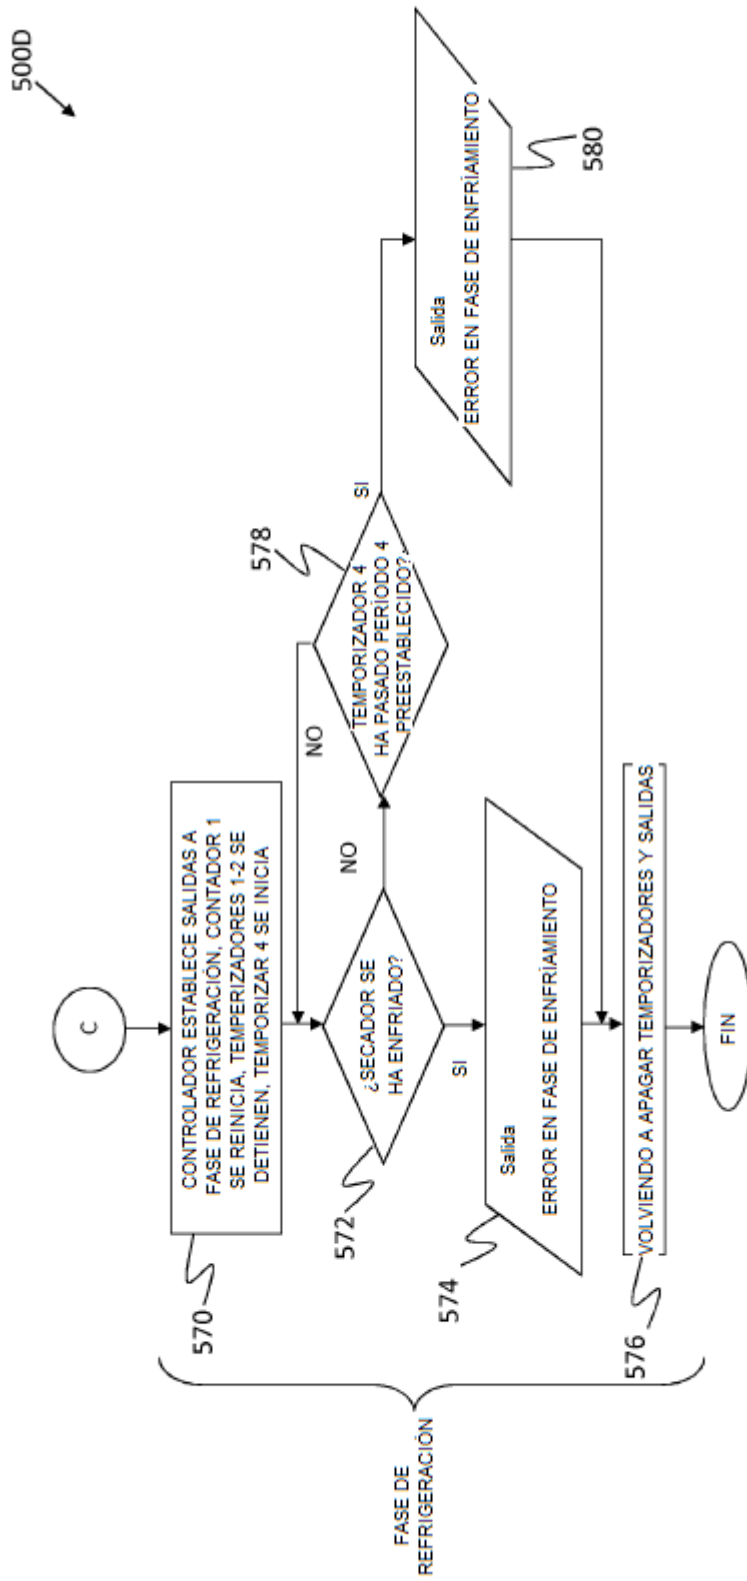 500D
C
CONTROLADOR ESTABLECE SALIDAS A
FASE DE REFRIGERACIÓN, CONTADOR 1
SE REINICIA, TEMPERIZADORES 1-2 SE
DETIENEN, TEMPORIZAR 4 SE INICIA
570
NO
¿SECADOR SE
HA ENFRIADO?
572
NO
SI
TEMPORIZADOR 4
HA PASADO PERÍODO 4
PREESTABLECIDO?
578
SI
Salida
ERROR EN FASE DE ENFRÍAMIENTO
574
Salida
ERROR EN FASE DE ENFRÍAMIENTO
580
VOLVIENDO A APAGAR TEMPORIZADORES Y SALIDAS
576
FIN
FASE DE
REFRIGERACIÓN